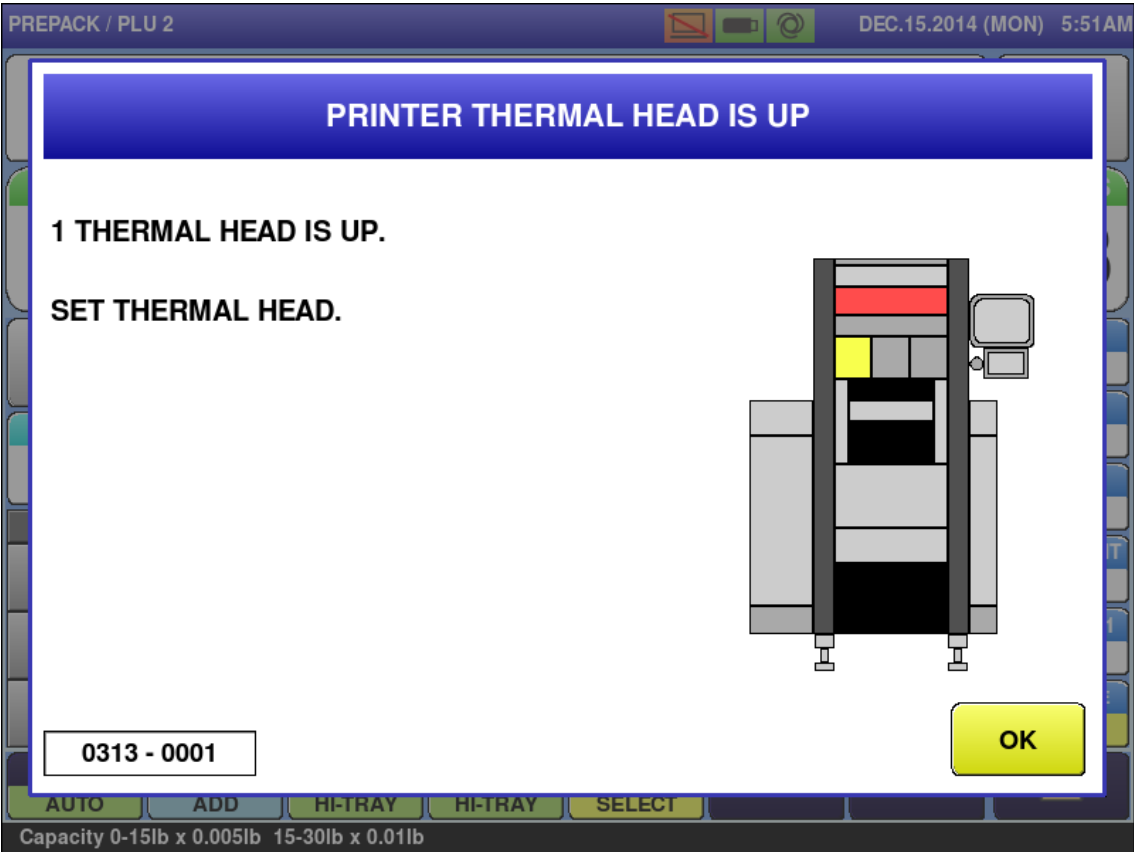 PREPACK / PLU 2
DEC.15.2014 (MON) 5:51AM
PRINTER THERMAL HEAD IS UP
1 THERMAL HEAD IS UP.
SET THERMAL HEAD.
0313 - 0001
OK
AUTO
ADD
HI-TRAY
HI-TRAY
SELECT
Capacity 0-15lb x 0.005lb 15-30lb x 0.01lb